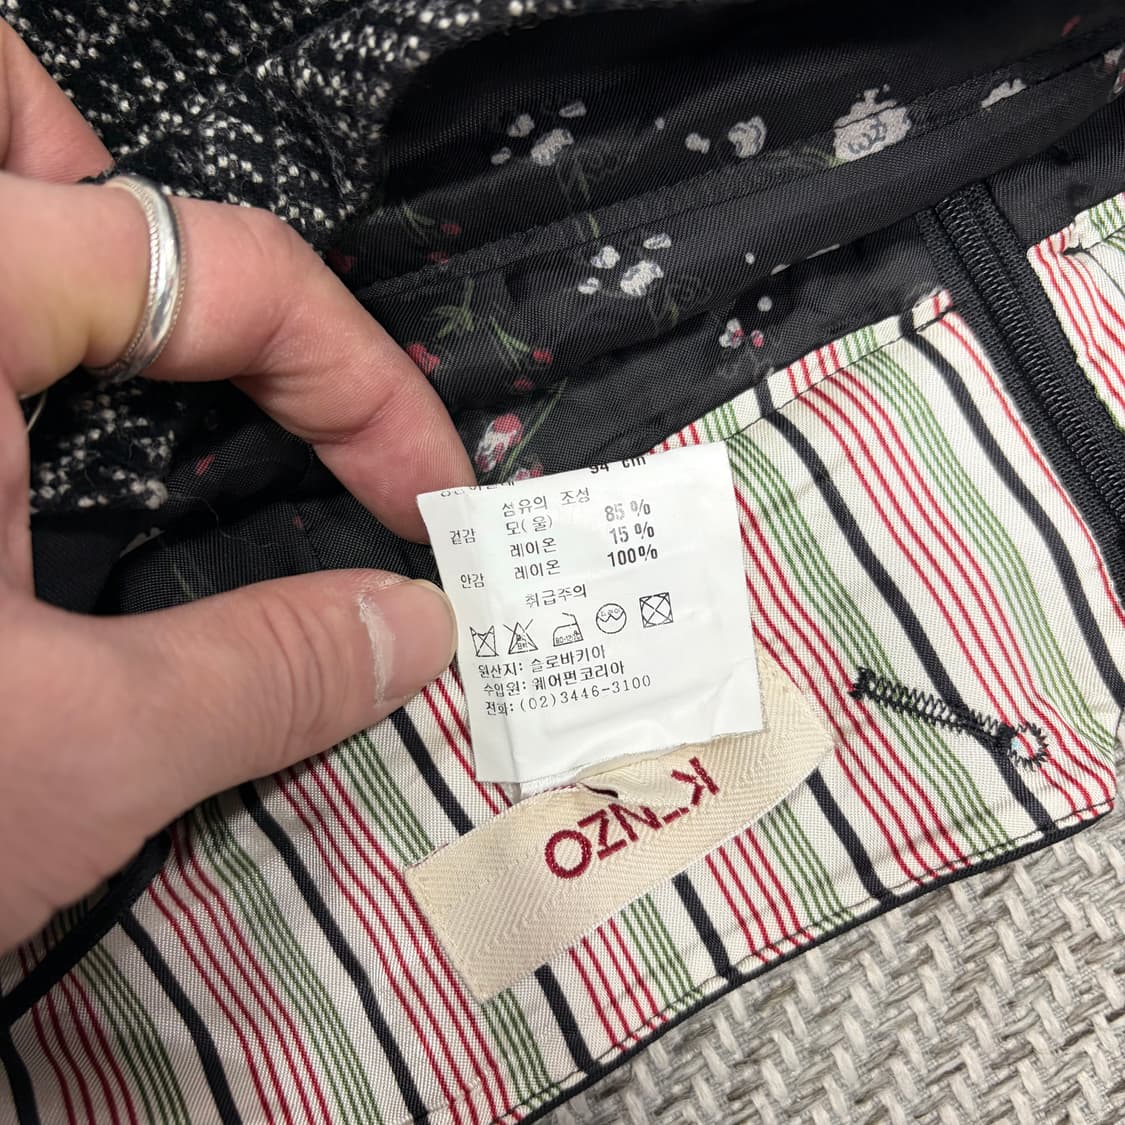 94 cm
섬유의 조성
겉감 모(울) 85%
레이온 15%
안감 레이온 100%
취급주의
원산지: 슬로바키아
수입원: 웨어펀코리아
전화: (02)3446-3100
KENZO